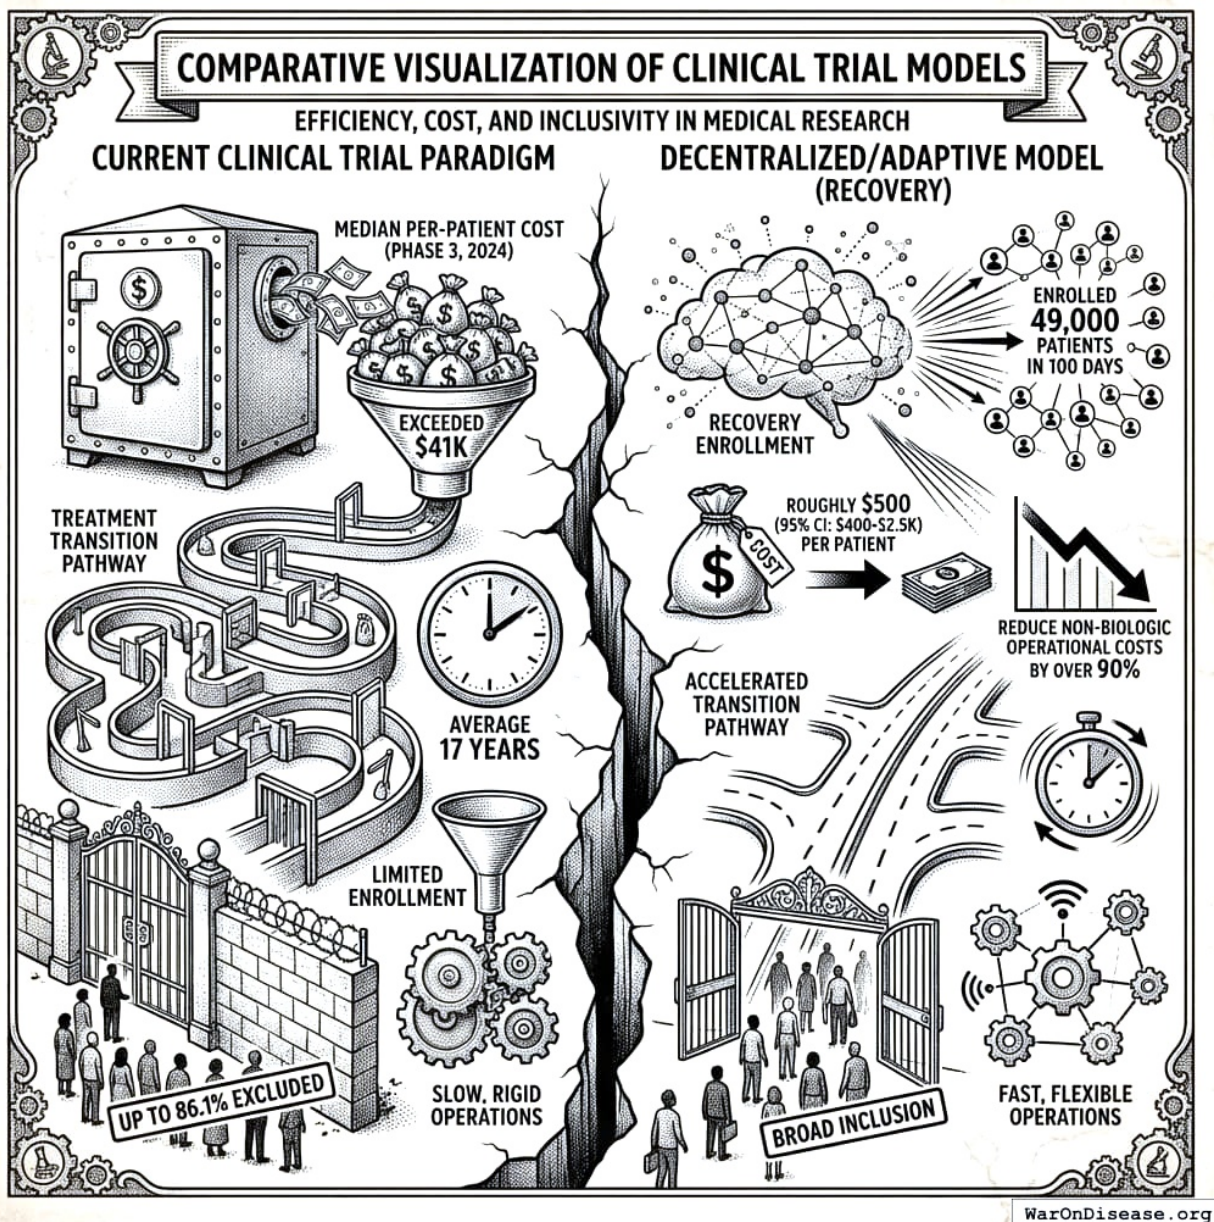 COMPARATIVE VISUALIZATION OF CLINICAL TRIAL MODELS
EFFICIENCY, COST, AND INCLUSIVITY IN MEDICAL RESEARCH
CURRENT CLINICAL TRIAL PARADIGM
MEDIAN PER-PATIENT COST
(PHASE 3, 2024)
$
$
$
$
$
$
$
EXCEEDED
$41K
TREATMENT
TRANSITION
PATHWAY
AVERAGE
17 YEARS
LIMITED
ENROLLMENT
UP TO 86.1% EXCLUDED
SLOW, RIGID
OPERATIONS
DECENTRALIZED/ADAPTIVE MODEL
(RECOVERY)
RECOVERY
ENROLLMENT
ENROLLED
49,000
PATIENTS
IN 100 DAYS
$
COST
ROUGHLY $500
(95% CI: $400-$2.5K)
PER PATIENT
REDUCE NON-BIOLOGIC
OPERATIONAL COSTS
BY OVER 90%
ACCELERATED
TRANSITION
PATHWAY
BROAD INCLUSION
FAST, FLEXIBLE
OPERATIONS
WarOnDisease.org